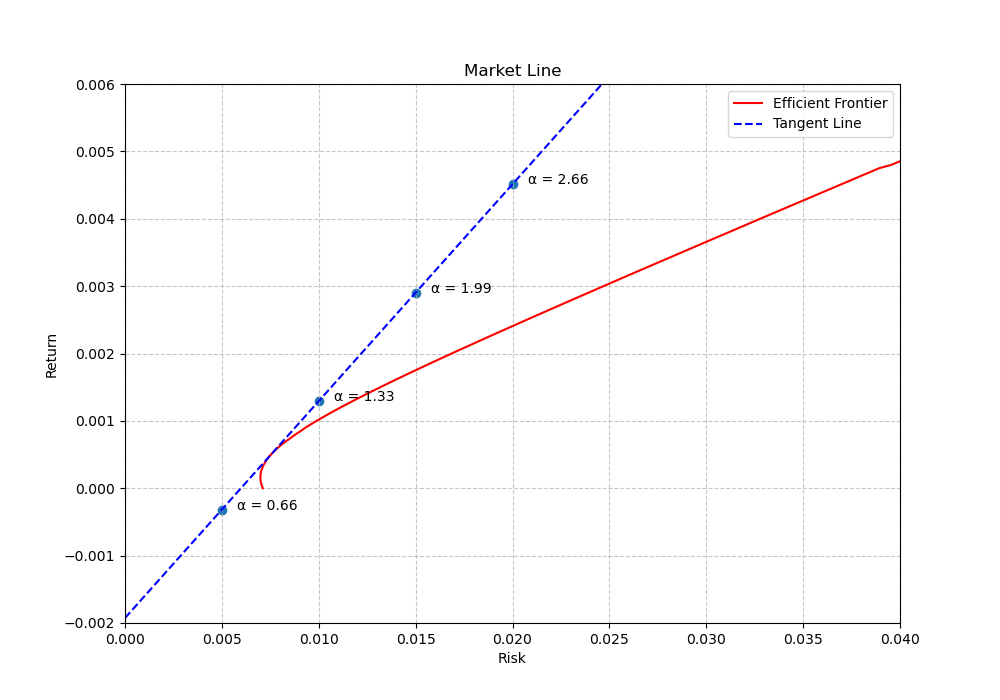 Market Line
Efficient Frontier
Tangent Line
0.006
0.005
0.004
0.003
0.002
0.001
0.000
−0.001
−0.002
Return
α = 2.66
α = 1.99
α = 1.33
α = 0.66
0.000 0.005 0.010 0.015 0.020 0.025 0.030 0.035 0.040
Risk